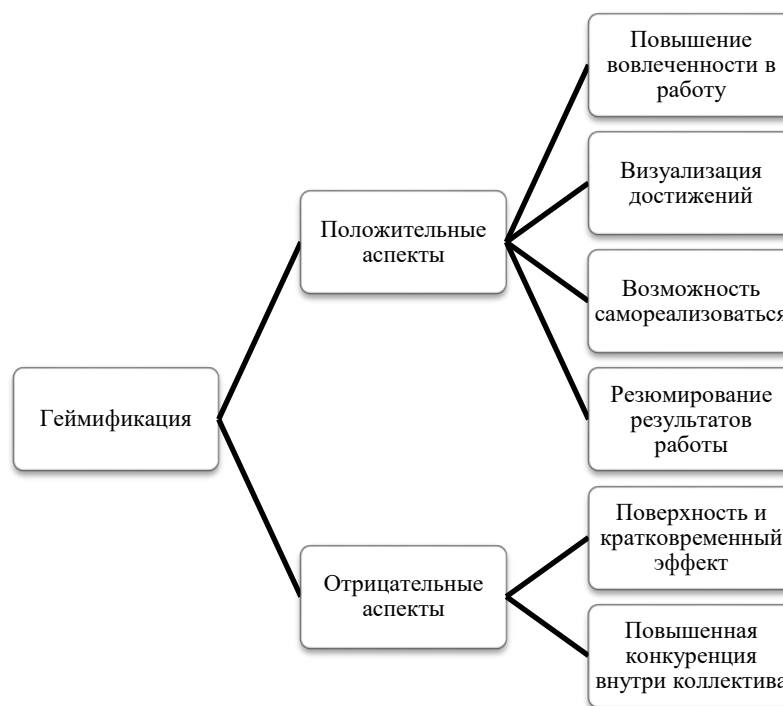 Повышение
вовлеченности в
работу
Визуализация
достижений
Положительные
аспекты
Возможность
самореализоваться
Геймификация
Резюмирование
результатов
работы
Поверхность и
кратковременный
эффект
Отрицательные
аспекты
Повышенная
конкуренция
внутри коллектива